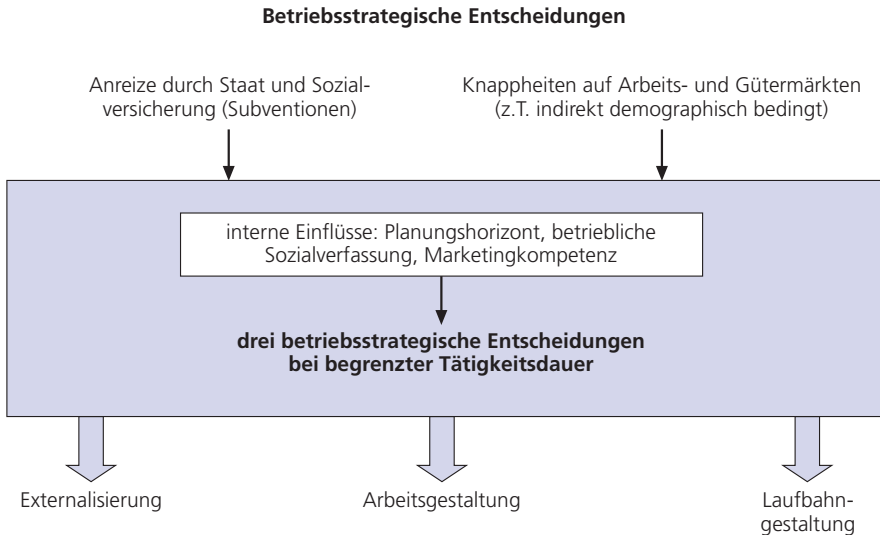 Betriebsstrategische Entscheidungen
Anreize durch Staat und Sozial-
versicherung (Subventionen)
Knappheiten auf Arbeits- und Gütermärkten
(z.T. indirekt demographisch bedingt)
interne Einflüsse: Planungshorizont, betriebliche
Sozialverfassung, Marketingkompetenz
drei betriebsstrategische Entscheidungen
bei begrenzter Tätigkeitsdauer
Externalisierung
Arbeitsgestaltung
Laufbahn-
gestaltung